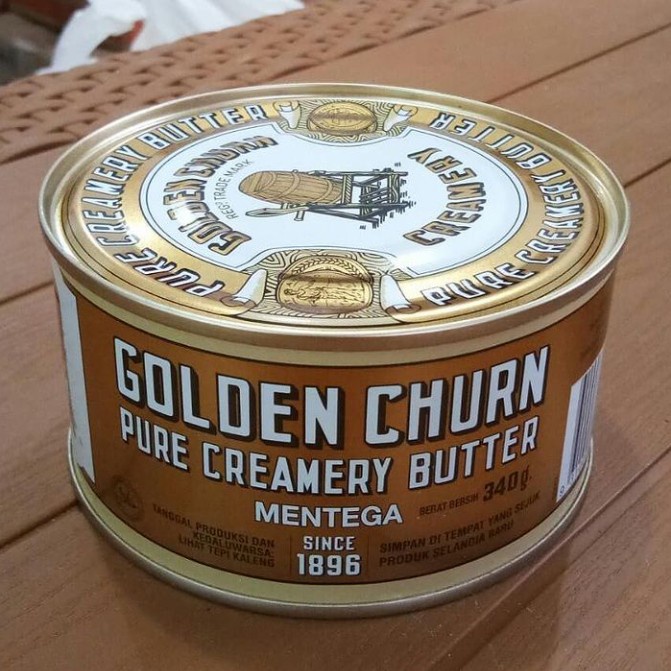 PURE CREAMERY BUTTER
PURE CREAMERY BUTTER
GOLDEN CHURN
REGD TRADE MARK
CREAMERY
GOLDEN CHURN
PURE CREAMERY BUTTER
MENTEGA
BERAT BERSIH 340g.
TANGGAL PRODUKSI DAN
KEDALUWARSA:
LIHAT TEPI KALENG
SINCE
1896
SIMPAN DI TEMPAT YANG SEJUK
PRODUK SELANDIA BARU